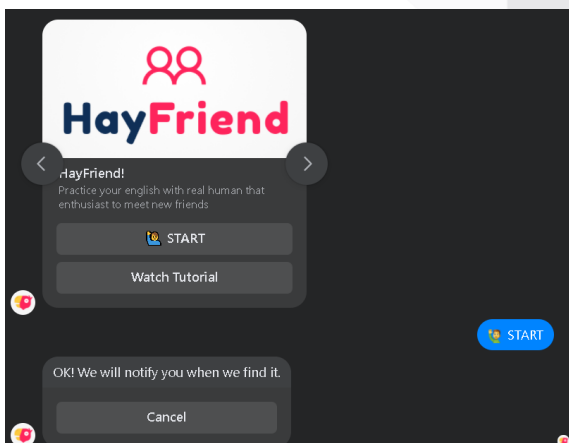 HayFriend
HayFriend!
Practice your english with real human that
enthusiast to meet new friends
START
Watch Tutorial
START
OK! We will notify you when we find it.
Cancel